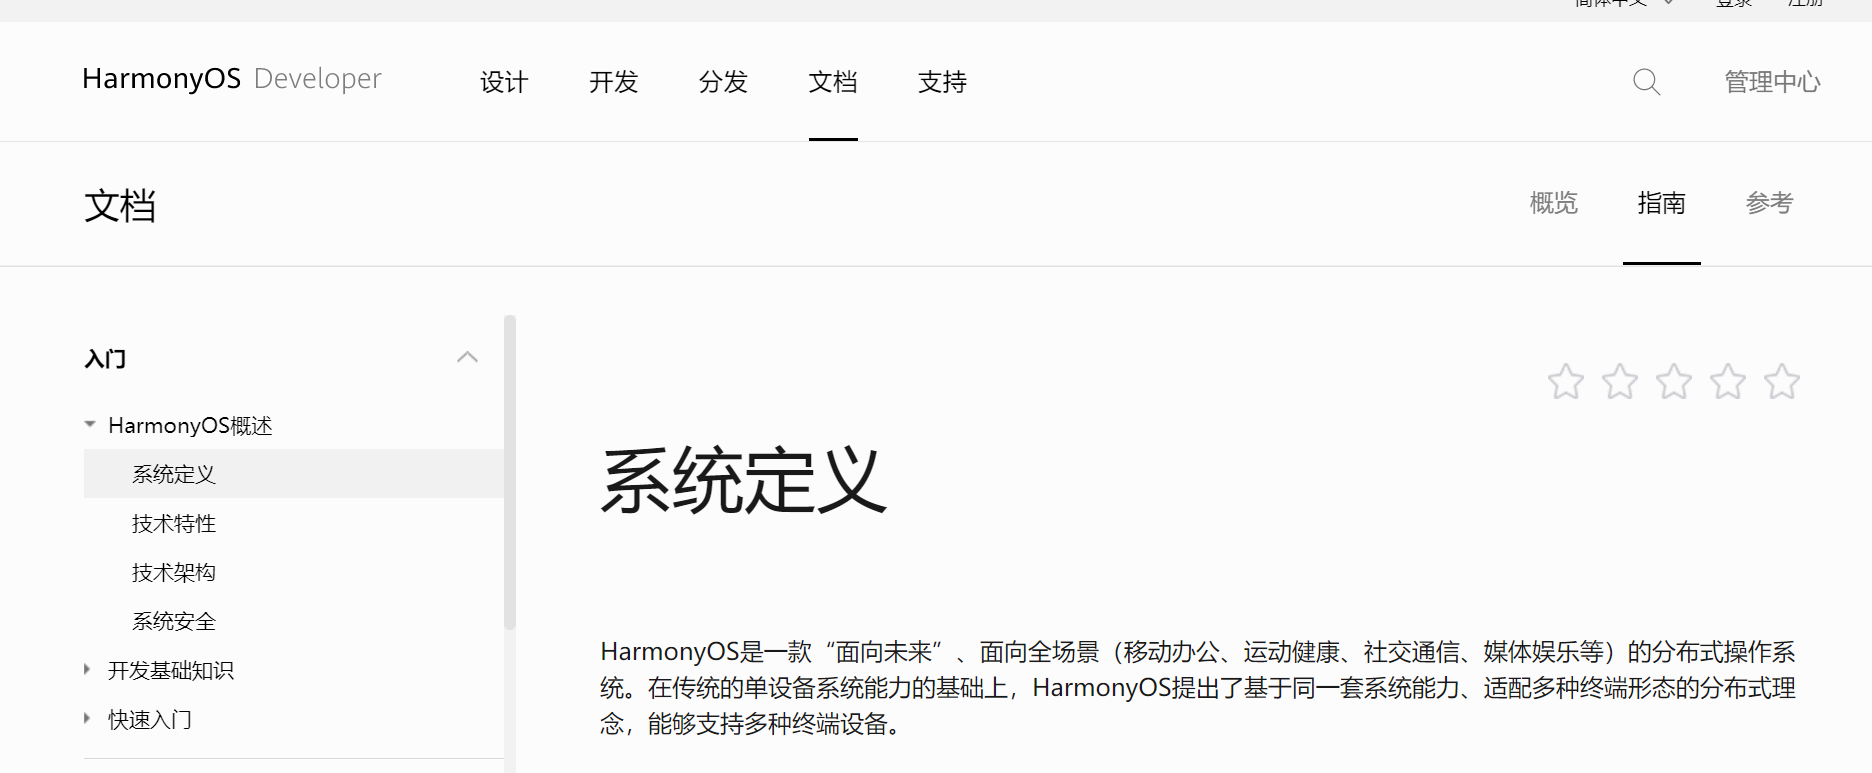 简体中文 登录 注册
HarmonyOS Developer 设计 开发 分发 文档 支持 管理中心
文档 概览 指南 参考
入门
HarmonyOS概述
系统定义
技术特性
技术架构
系统安全
开发基础知识
快速入门
系统定义
HarmonyOS是一款“面向未来”、面向全场景（移动办公、运动健康、社交通信、媒体娱乐等）的分布式操作系
统。在传统的单设备系统能力的基础上，HarmonyOS提出了基于同一套系统能力、适配多种终端形态的分布式理
念，能够支持多种终端设备。